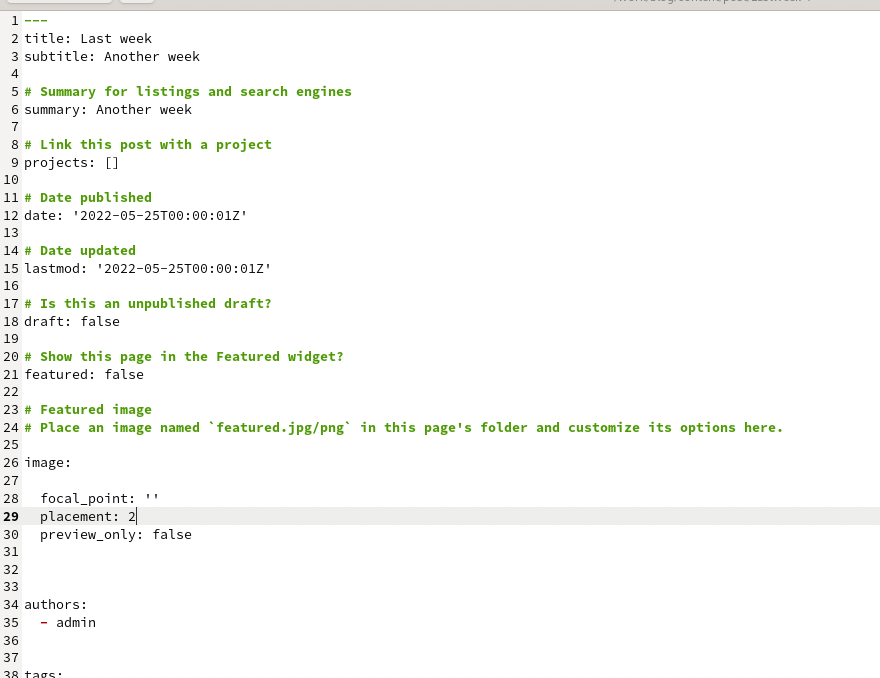 1 ---
2 title: Last week
3 subtitle: Another week
4
5 # Summary for listings and search engines
6 summary: Another week
7
8 # Link this post with a project
9 projects: []
10
11 # Date published
12 date: '2022-05-25T00:00:01Z'
13
14 # Date updated
15 lastmod: '2022-05-25T00:00:01Z'
16
17 # Is this an unpublished draft?
18 draft: false
19
20 # Show this page in the Featured widget?
21 featured: false
22
23 # Featured image
24 # Place an image named `featured.jpg/png` in this page's folder and customize its options here.
25
26 image:
27
28   focal_point: ''
29   placement: 2
30   preview_only: false
31
32
33
34 authors:
35   - admin
36
37
38 tags: